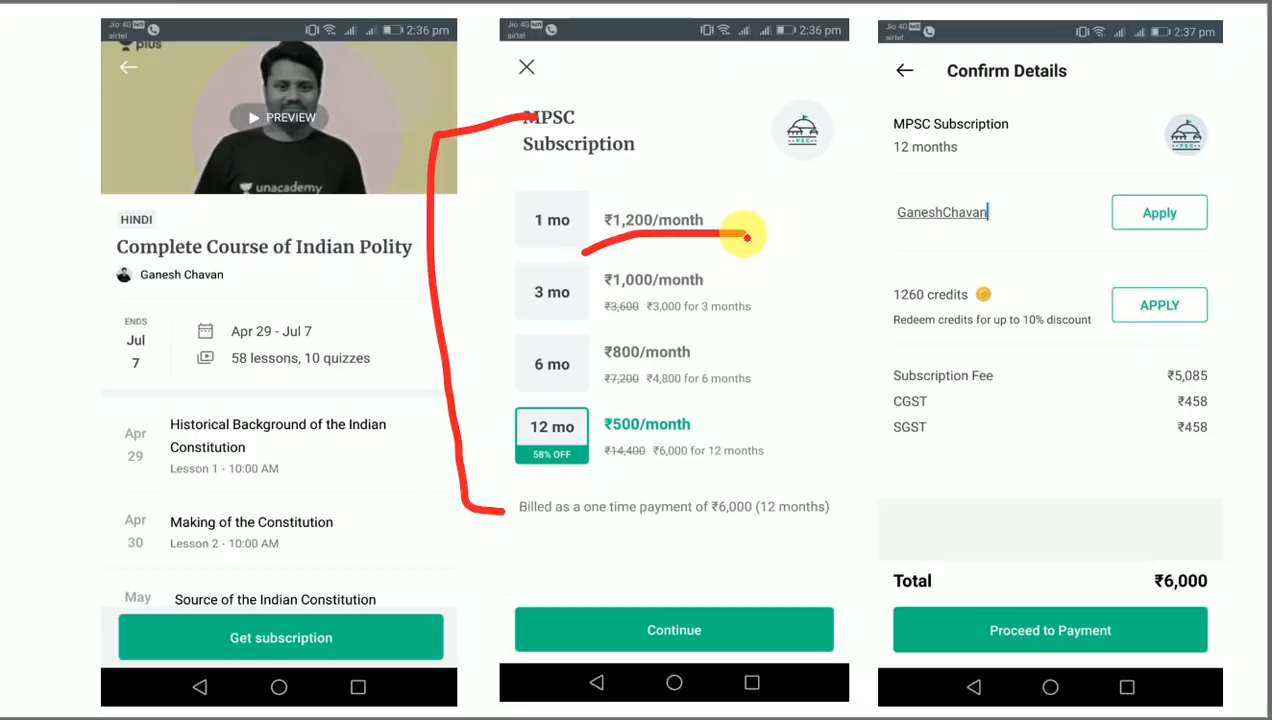 Jio 4G
airtel
2:36 pm
plus
PREVIEW
unacademy
HINDI
Complete Course of Indian Polity
Ganesh Chavan
ENDS
Jul
7
Apr 29 - Jul 7
58 lessons, 10 quizzes
Apr
29
Historical Background of the Indian
Constitution
Lesson 1 · 10:00 AM
Apr
30
Making of the Constitution
Lesson 2 · 10:00 AM
May
Source of the Indian Constitution
Get subscription
Jio 4G
airtel
2:36 pm
MPSC
Subscription
PSC
1 mo
₹1,200/month
3 mo
₹1,000/month
₹3,600 ₹3,000 for 3 months
6 mo
₹800/month
₹7,200 ₹4,800 for 6 months
12 mo
58% OFF
₹500/month
₹14,400 ₹6,000 for 12 months
Billed as a one time payment of ₹6,000 (12 months)
Continue
Jio 4G
airtel
2:37 pm
Confirm Details
MPSC Subscription
12 months
PSC
GaneshChavan
Apply
1260 credits
Redeem credits for up to 10% discount
APPLY
Subscription Fee ₹5,085
CGST ₹458
SGST ₹458
Total ₹6,000
Proceed to Payment